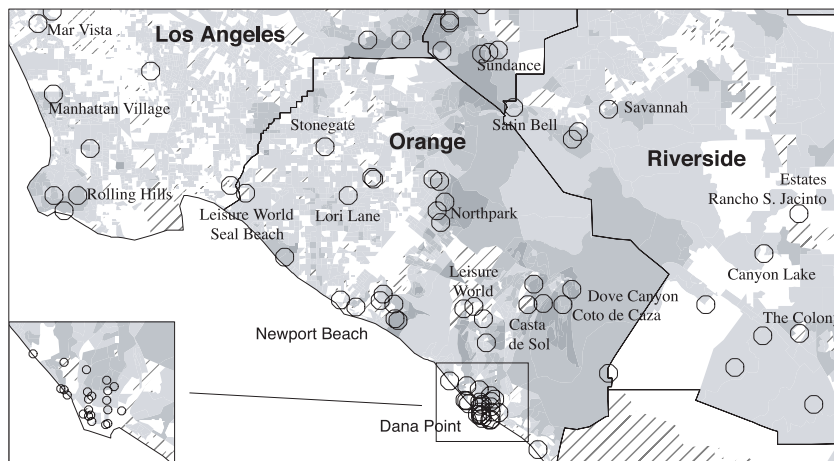 Mar Vista
Los Angeles
Sundance
Manhattan Village
Stonegate
Orange
Satin Bell
Savannah
Riverside
Rolling Hills
Leisure World
Seal Beach
Lori Lane
Northpark
Estates
Rancho S. Jacinto
Canyon Lake
Leisure
World
Dove Canyon
Coto de Caza
Casta
de Sol
The Colon
Newport Beach
Dana Point